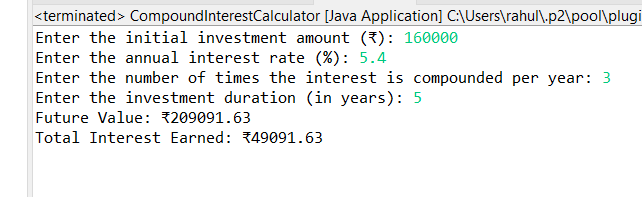 <terminated> CompoundInterestCalculator [Java Application] C:\Users\rahul\.p2\pool\plugi
Enter the initial investment amount (₹): 160000
Enter the annual interest rate (%): 5.4
Enter the number of times the interest is compounded per year: 3
Enter the investment duration (in years): 5
Future Value: ₹209091.63
Total Interest Earned: ₹49091.63